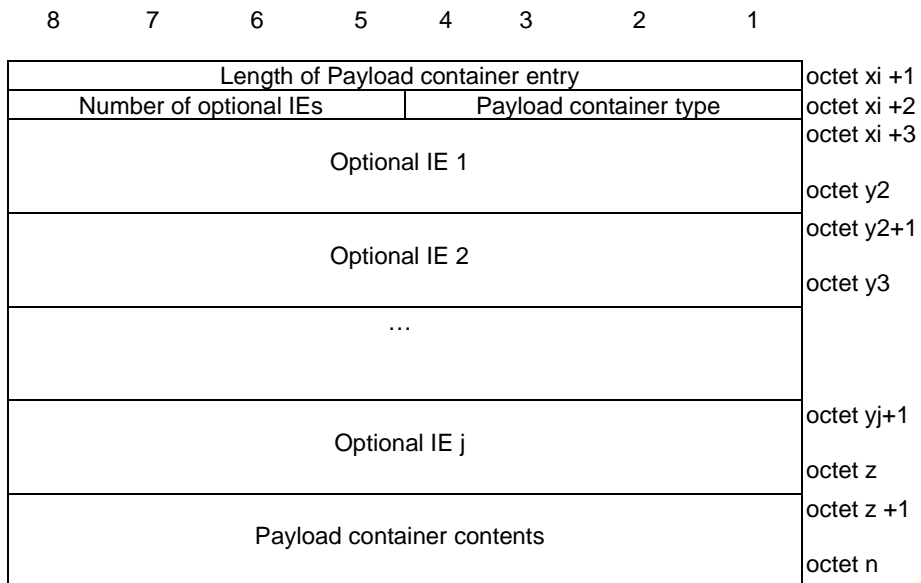 8 7 6 5 4 3 2 1
Length of Payload container entry octet xi +1
Number of optional IEs Payload container type octet xi +2
octet xi +3
Optional IE 1
octet y2
octet y2+1
Optional IE 2
octet y3
…
octet yj+1
Optional IE j
octet z
octet z +1
Payload container contents
octet n